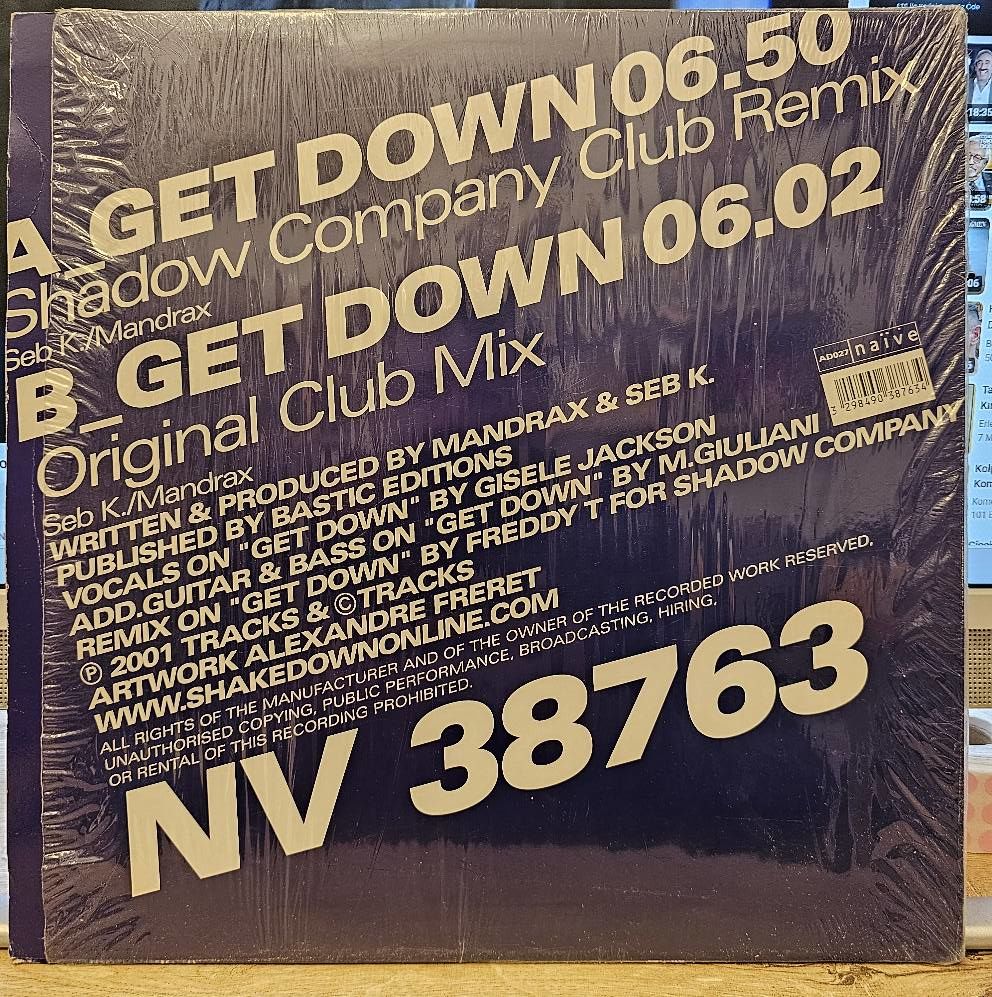 A_GET DOWN 06.50
Shadow Company Club Remix
Seb K./Mandrax
B_GET DOWN 06.02
Original Club Mix
Seb K./Mandrax
AD027 naïve
3 298490 387634
WRITTEN & PRODUCED BY MANDRAX & SEB K.
PUBLISHED BY BASTIC EDITIONS
VOCALS ON "GET DOWN" BY GISELE JACKSON
ADD.GUITAR & BASS ON "GET DOWN" BY M.GIULIANI
REMIX ON "GET DOWN" BY FREDDY T FOR SHADOW COMPANY
℗ 2001 TRACKS & © TRACKS
ARTWORK ALEXANDRE FRERET
WWW.SHAKEDOWNONLINE.COM
ALL RIGHTS OF THE MANUFACTURER AND OF THE OWNER OF THE RECORDED WORK RESERVED.
UNAUTHORISED COPYING, PUBLIC PERFORMANCE, BROADCASTING, HIRING,
OR RENTAL OF THIS RECORDING PROHIBITED.
NV 38763